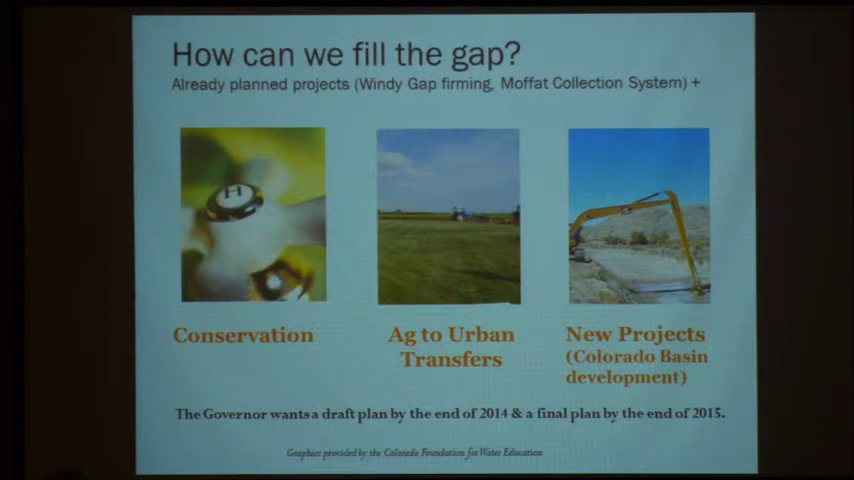 How can we fill the gap?
Already planned projects (Windy Gap firming, Moffat Collection System) +
H
Conservation
Ag to Urban
Transfers
New Projects
(Colorado Basin
development)
The Governor wants a draft plan by the end of 2014 & a final plan by the end of 2015.
Graphics provided by the Colorado Foundation for Water Education